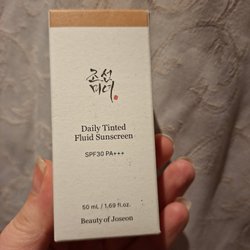 조선
미녀
Daily Tinted
Fluid Sunscreen
SPF30 PA+++
50 mL / 1.69 fl.oz.
Beauty of Joseon